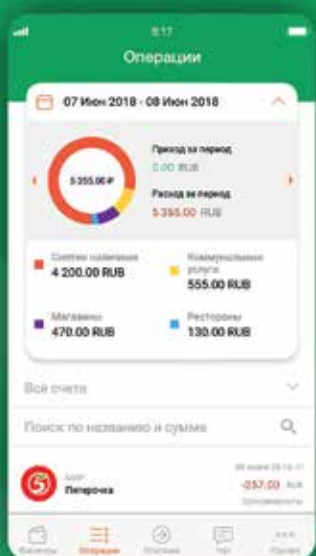 9:17
Операции
07 Июн 2018 - 08 Июн 2018
Приход за период
0.00 RUB
5 355.00 ₽
Расход за период
5 355.00 RUB
Снятие наличных
4 200.00 RUB
Коммунальные
услуги
555.00 RUB
Магазины
470.00 RUB
Рестораны
130.00 RUB
Все счета
Поиск по названию и сумме
Пятерочка
-257.00 RUB
Финансы Операции Платежи Чат